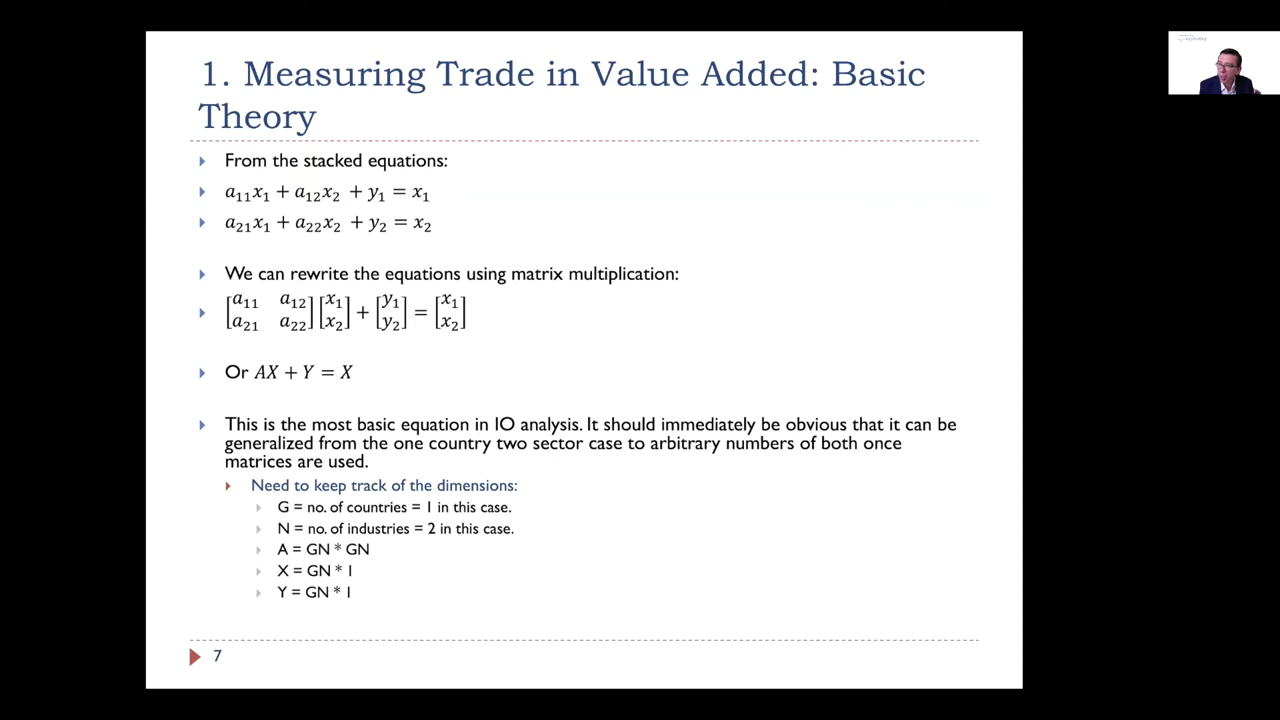 1. Measuring Trade in Value Added: Basic
Theory
From the stacked equations:
a₁₁x₁ + a₁₂x₂ + y₁ = x₁
a₂₁x₁ + a₂₂x₂ + y₂ = x₂
We can rewrite the equations using matrix multiplication:
[a₁₁ a₁₂; a₂₁ a₂₂] [x₁; x₂] + [y₁; y₂] = [x₁; x₂]
Or AX + Y = X
This is the most basic equation in IO analysis. It should immediately be obvious that it can be
generalized from the one country two sector case to arbitrary numbers of both once
matrices are used.
Need to keep track of the dimensions:
G = no. of countries = 1 in this case.
N = no. of industries = 2 in this case.
A = GN * GN
X = GN * 1
Y = GN * 1
7